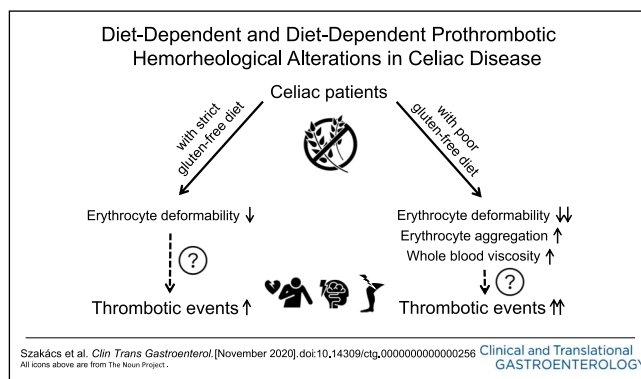 Diet-Dependent and Diet-Dependent Prothrombotic
Hemorheological Alterations in Celiac Disease
Celiac patients
with strict
gluten-free diet
with poor
gluten-free
diet
Erythrocyte deformability ↓
Erythrocyte deformability ↓↓
Erythrocyte aggregation ↑
Whole blood viscosity ↑
?
?
Thrombotic events ↑
Thrombotic events ↑↑
Szakács et al. Clin Trans Gastroenterol.[November 2020].doi:10.14309/ctg.0000000000000256
All icons above are from The Noun Project .
Clinical and Translational
GASTROENTEROLOGY